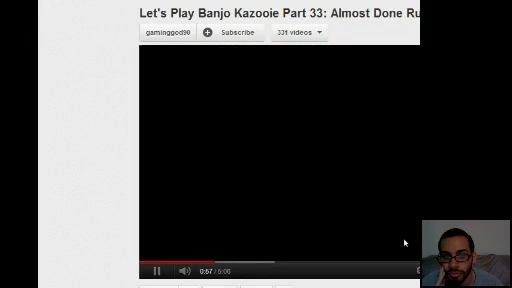 Let's Play Banjo Kazooie Part 33: Almost Done Ru
gaminggod90 Subscribe 331 videos
0:57 / 5:06